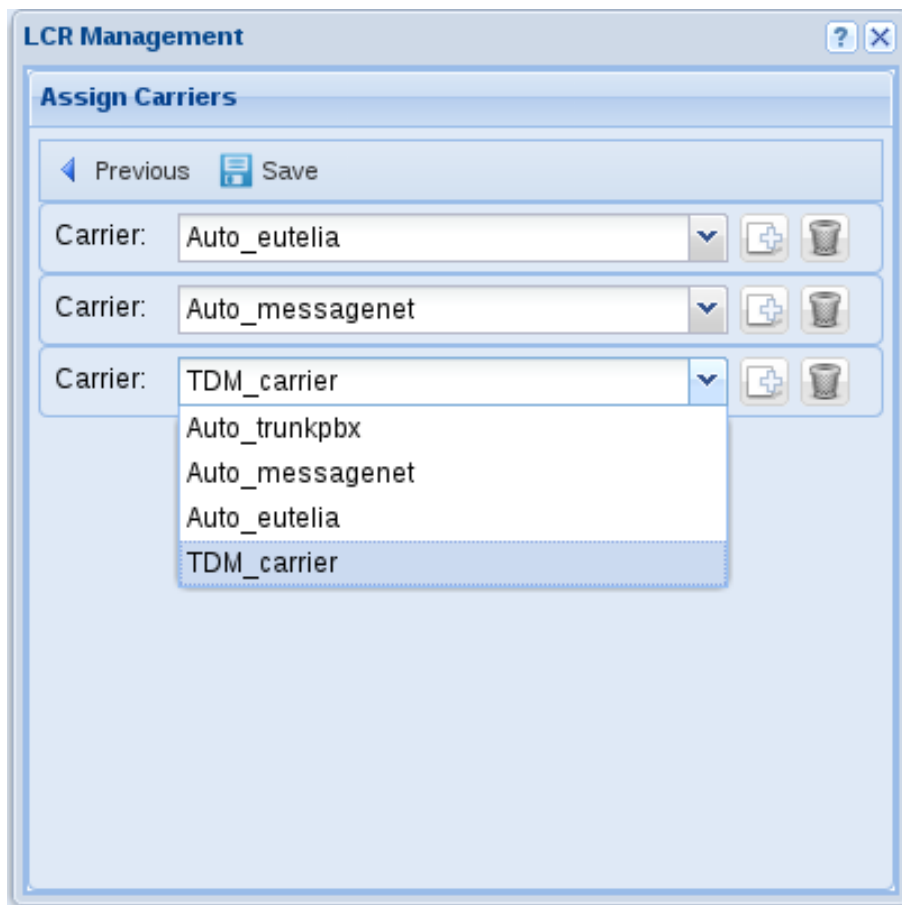 LCR Management ?
Assign Carriers
Previous Save
Carrier: Auto_eutelia
Carrier: Auto_messagenet
Carrier: TDM_carrier
Auto_trunkpbx
Auto_messagenet
Auto_eutelia
TDM_carrier